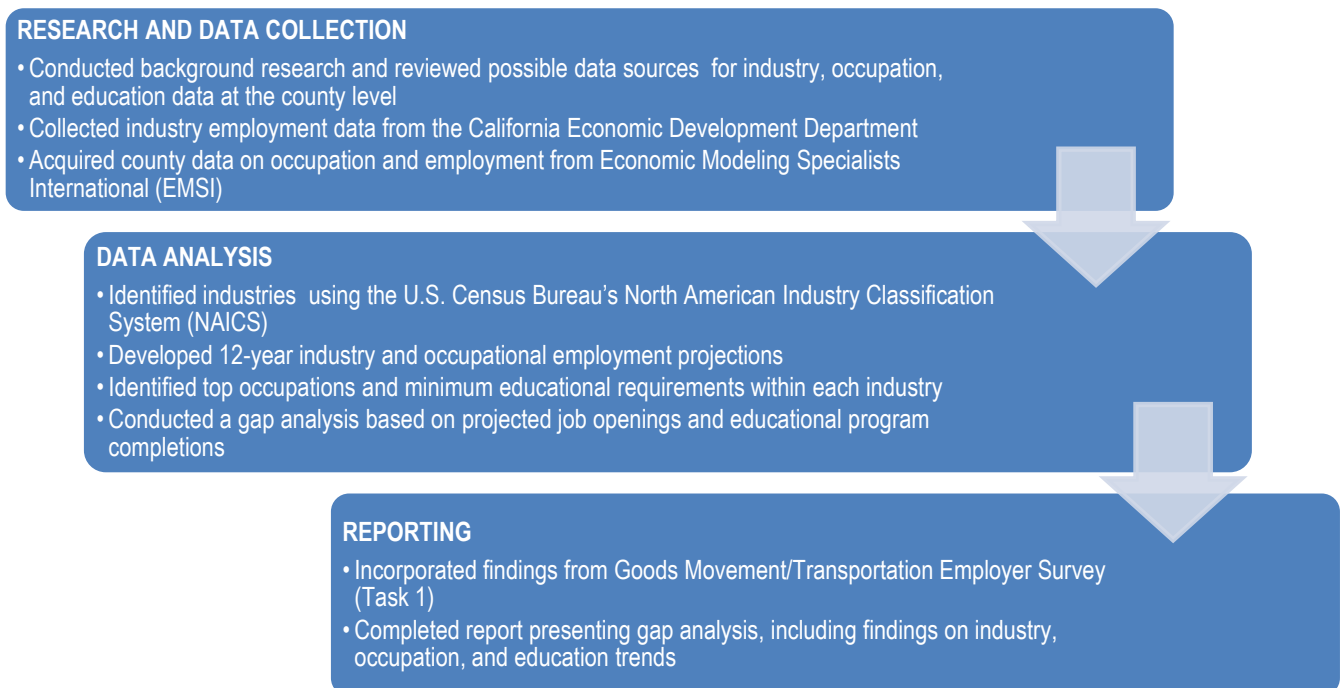 RESEARCH AND DATA COLLECTION
• Conducted background research and reviewed possible data sources  for industry, occupation,
and education data at the county level
• Collected industry employment data from the California Economic Development Department
• Acquired county data on occupation and employment from Economic Modeling Specialists
International (EMSI)
DATA ANALYSIS
• Identified industries  using the U.S. Census Bureau's North American Industry Classification
System (NAICS)
• Developed 12-year industry and occupational employment projections
• Identified top occupations and minimum educational requirements within each industry
• Conducted a gap analysis based on projected job openings and educational program
completions
REPORTING
• Incorporated findings from Goods Movement/Transportation Employer Survey
(Task 1)
• Completed report presenting gap analysis, including findings on industry,
occupation, and education trends